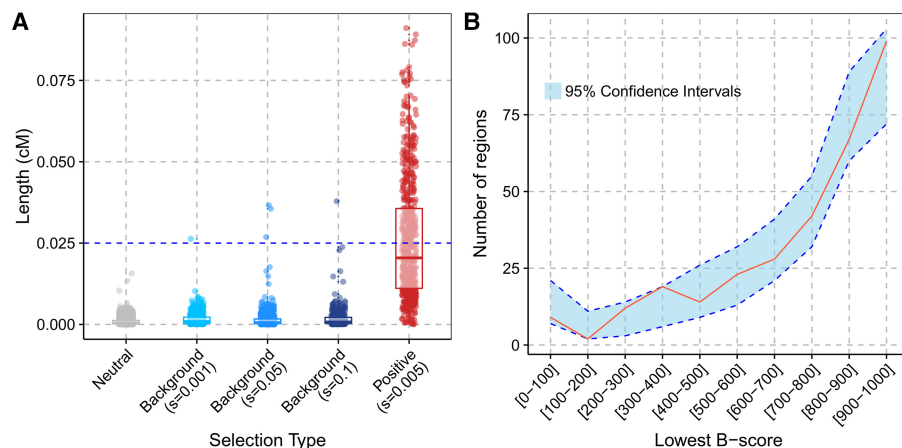 A
Length (cM)
0.075
0.050
0.025
0.000
Neutral
Background
(s=0.001)
Background
(s=0.05)
Background
(s=0.1)
Positive
(s=0.005)
Selection Type
B
Number of regions
100
75
50
25
0
95% Confidence Intervals
[0−100]
[100−200]
[200−300]
[300−400]
[400−500]
[500−600]
[600−700]
[700−800]
[800−900]
[900−1000]
Lowest B−score